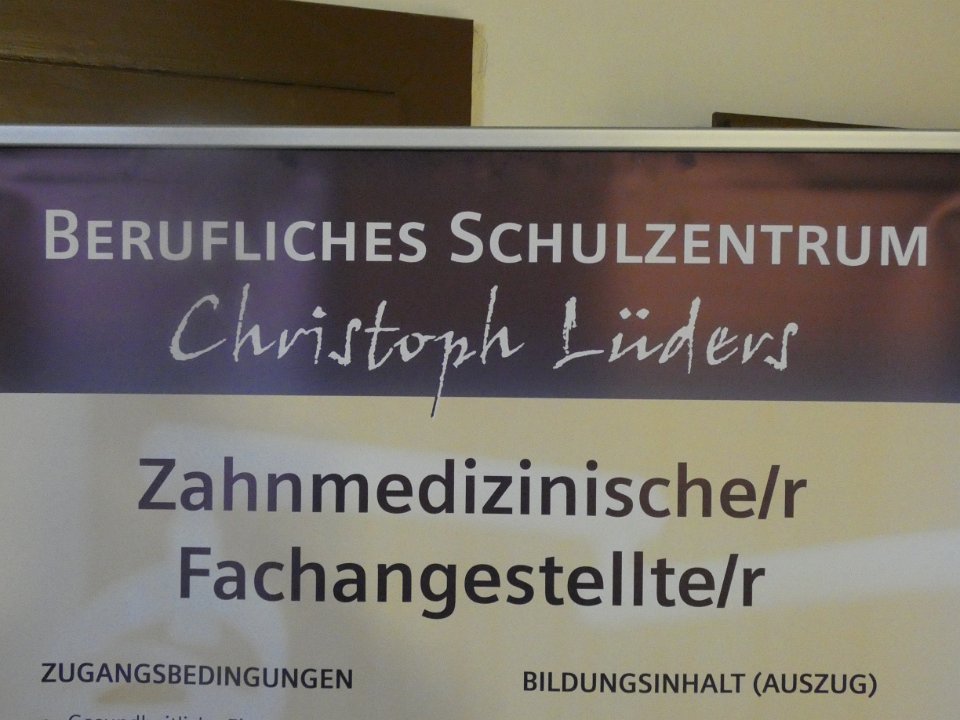 BERUFLICHES SCHULZENTRUM
Christoph Lüders
Zahnmedizinische/r
Fachangestellte/r
ZUGANGSBEDINGUNGEN
BILDUNGSINHALT (AUSZUG)